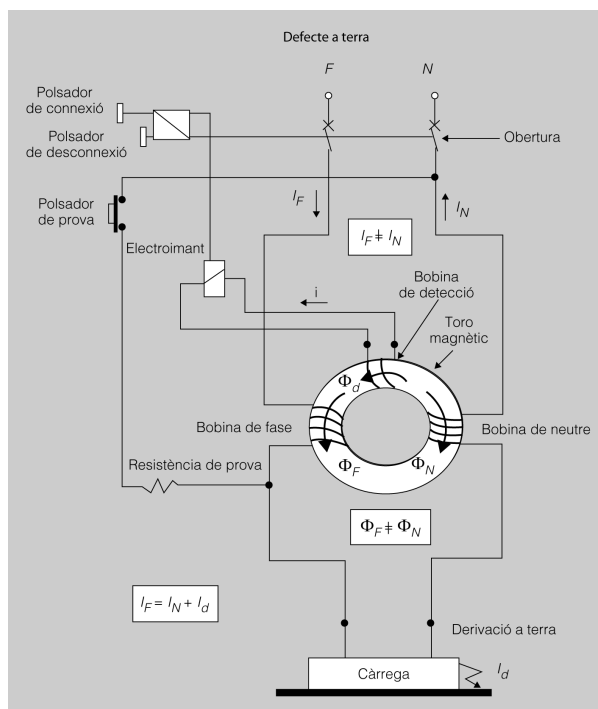 Defecte a terra
F
N
Polsador
de connexió
Polsador
de desconnexió
Obertura
Polsador
de prova
I_F
I_N
I_F ǂ I_N
Electroimant
Bobina
de detecció
i
Toro
magnètic
Φ_d
Bobina de fase
Bobina de neutre
Φ_F
Φ_N
Resistència de prova
Φ_F ǂ Φ_N
I_F = I_N + I_d
Derivació a terra
Càrrega
I_d